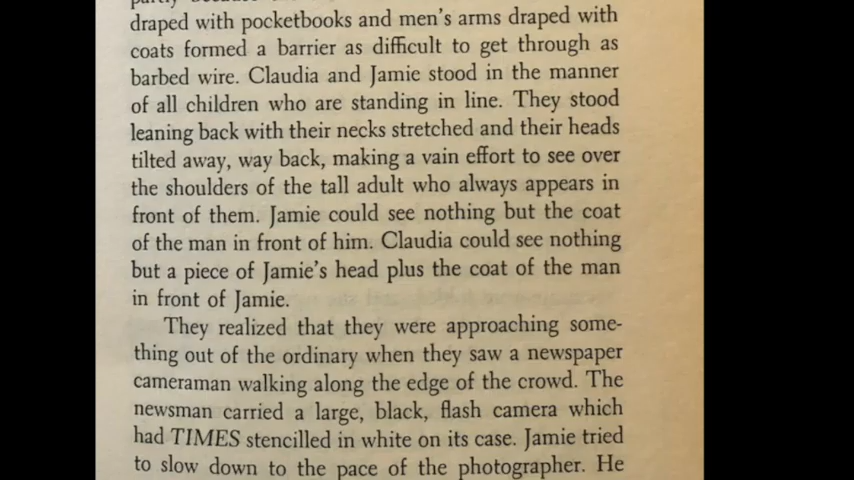 draped with pocketbooks and men's arms draped with
coats formed a barrier as difficult to get through as
barbed wire. Claudia and Jamie stood in the manner
of all children who are standing in line. They stood
leaning back with their necks stretched and their heads
tilted away, way back, making a vain effort to see over
the shoulders of the tall adult who always appears in
front of them. Jamie could see nothing but the coat
of the man in front of him. Claudia could see nothing
but a piece of Jamie's head plus the coat of the man
in front of Jamie.
They realized that they were approaching some-
thing out of the ordinary when they saw a newspaper
cameraman walking along the edge of the crowd. The
newsman carried a large, black, flash camera which
had TIMES stencilled in white on its case. Jamie tried
to slow down to the pace of the photographer. He